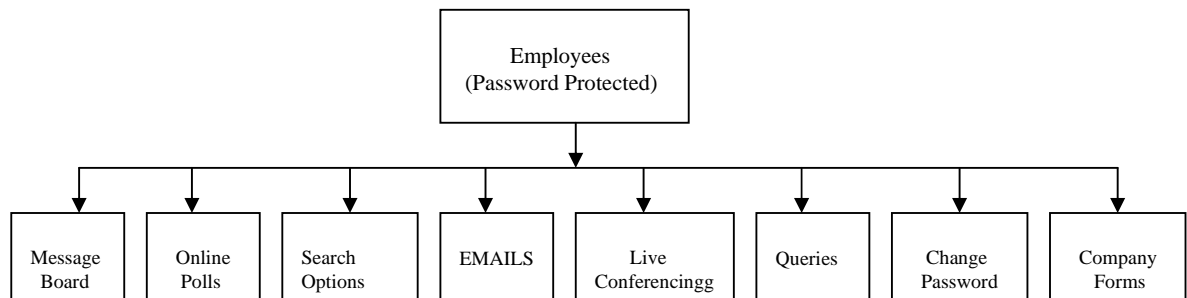 Employees
(Password Protected)
Message
Board
Online
Polls
Search
Options
EMAILS
Live
Conferencingg
Queries
Change
Password
Company
Forms